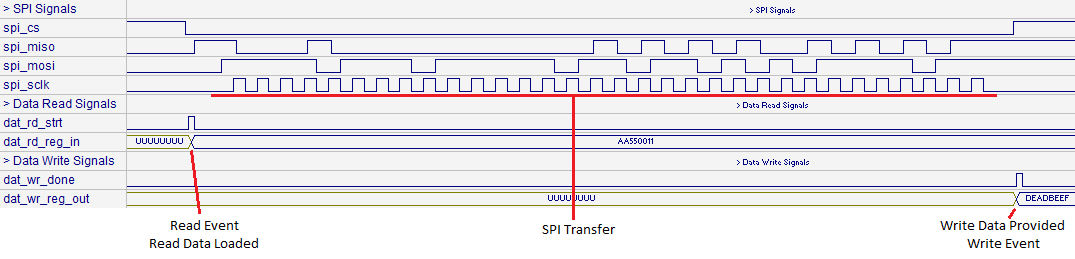 > SPI Signals
> SPI Signals
spi_cs
spi_miso
spi_mosi
spi_sclk
> Data Read Signals
> Data Read Signals
dat_rd_strt
dat_rd_reg_in
UUUUUUUU
AA550011
> Data Write Signals
> Data Write Signals
dat_wr_done
dat_wr_reg_out
UUUUUUUU
DEADBEEF
Read Event
Read Data Loaded
SPI Transfer
Write Data Provided
Write Event